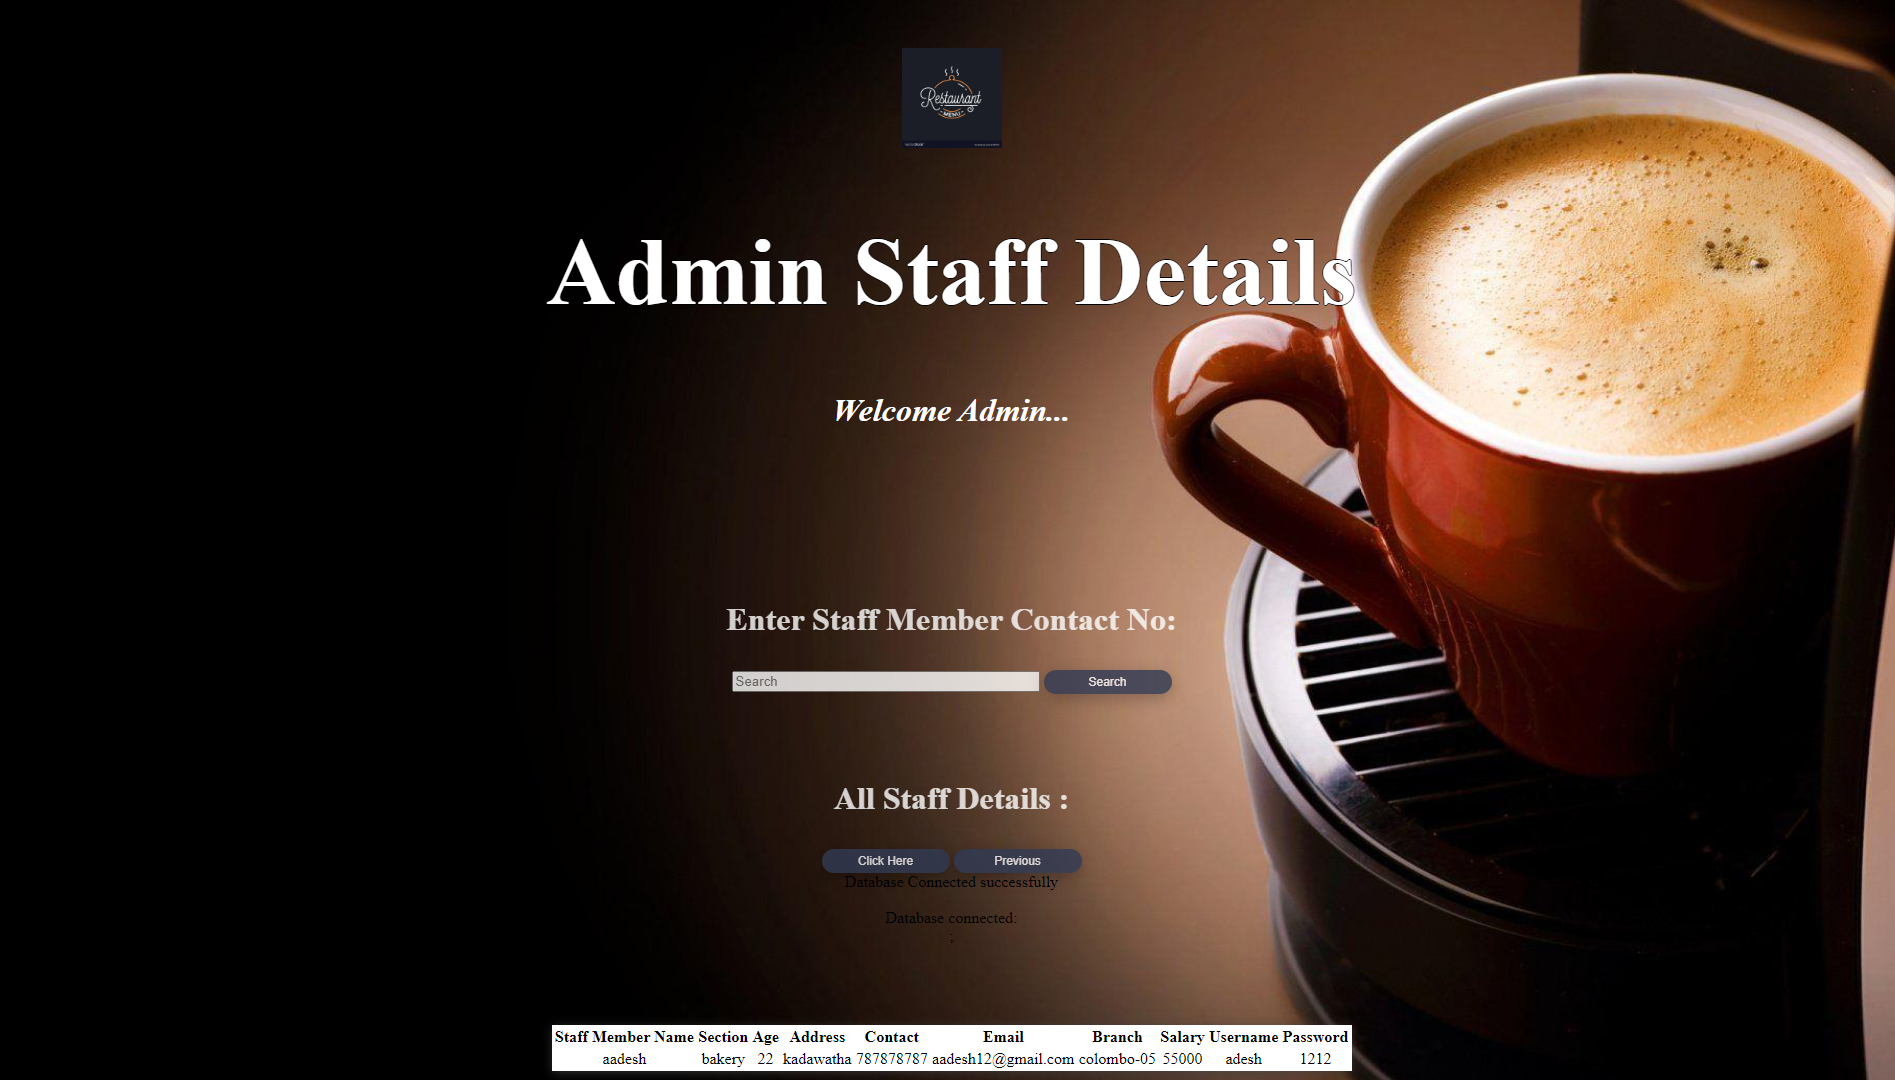 Restaurant
MENU
Admin Staff Details
Welcome Admin...
Enter Staff Member Contact No:
Search Search
All Staff Details :
Click Here Previous
Database Connected successfully
Database connected:
;
Staff Member Name Section Age Address Contact Email Branch Salary Username Password
aadesh bakery 22 kadawatha 787878787 aadesh12@gmail.com colombo-05 55000 adesh 1212